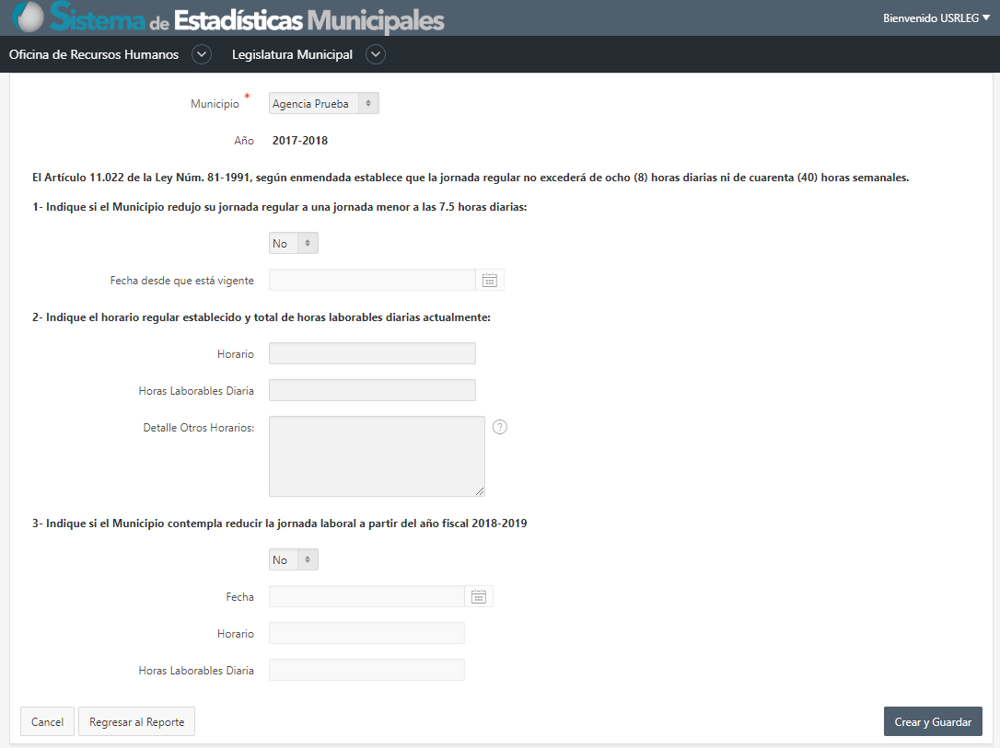 Sistema de Estadísticas Municipales
Bienvenido USRLEG
Oficina de Recursos Humanos Legislatura Municipal
Municipio * Agencia Prueba
Año 2017-2018
El Artículo 11.022 de la Ley Núm. 81-1991, según enmendada establece que la jornada regular no excederá de ocho (8) horas diarias ni de cuarenta (40) horas semanales.
1- Indique si el Municipio redujo su jornada regular a una jornada menor a las 7.5 horas diarias:
No
Fecha desde que está vigente
2- Indique el horario regular establecido y total de horas laborables diarias actualmente:
Horario
Horas Laborables Diaria
Detalle Otros Horarios: ?
3- Indique si el Municipio contempla reducir la jornada laboral a partir del año fiscal 2018-2019
No
Fecha
Horario
Horas Laborables Diaria
Cancel Regresar al Reporte Crear y Guardar